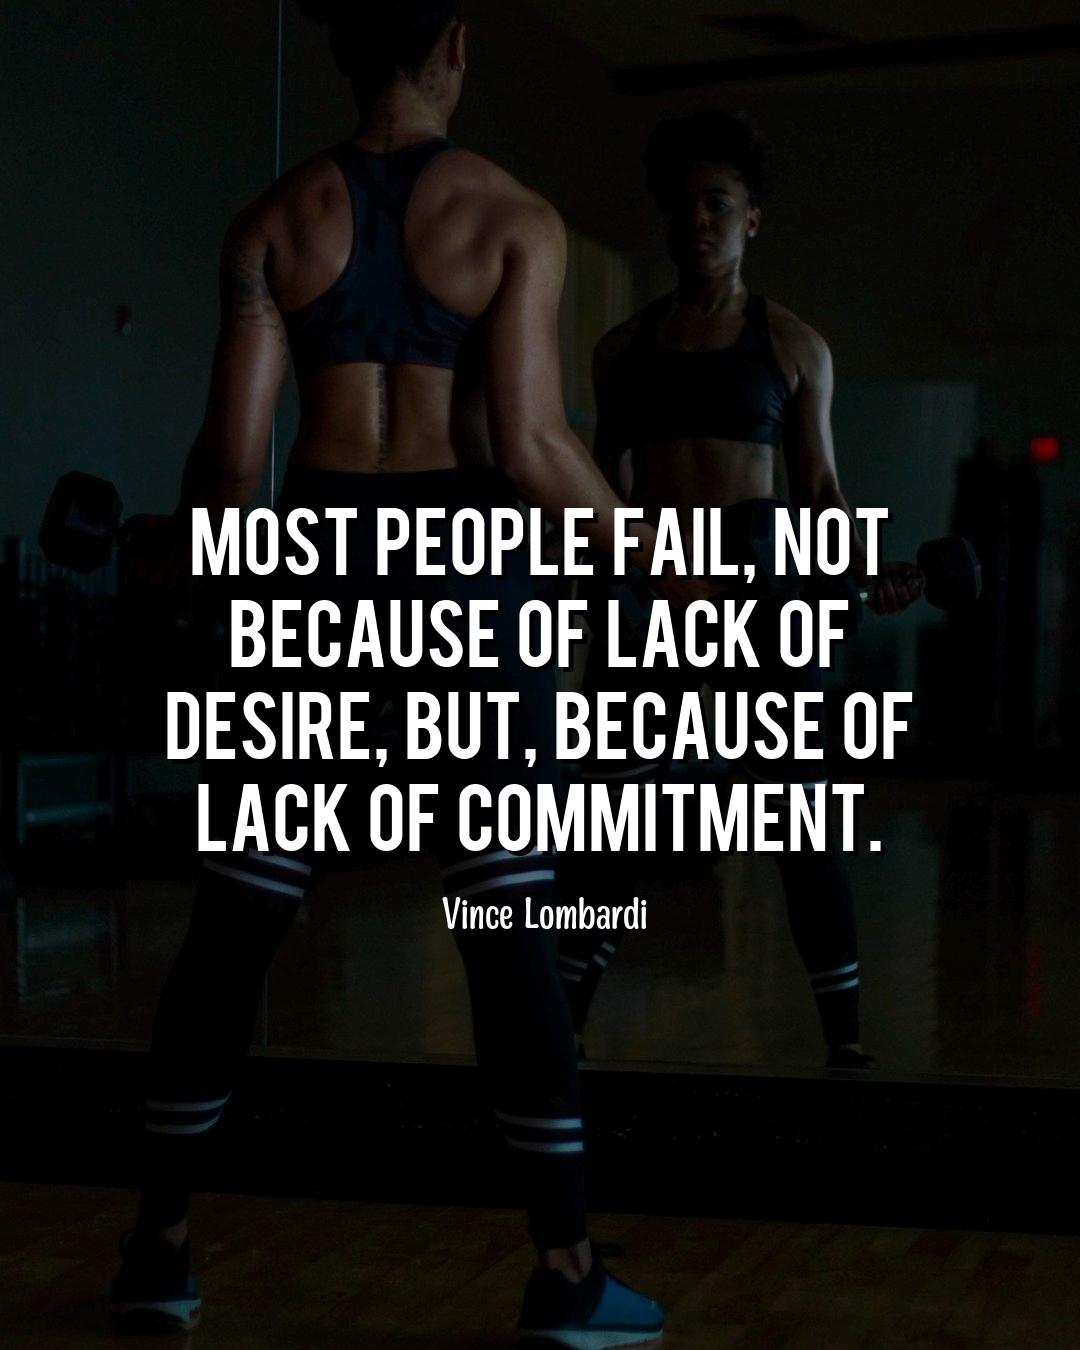 MOST PEOPLE FAIL, NOT
BECAUSE OF LACK OF
DESIRE, BUT, BECAUSE OF
LACK OF COMMITMENT.
Vince Lombardi